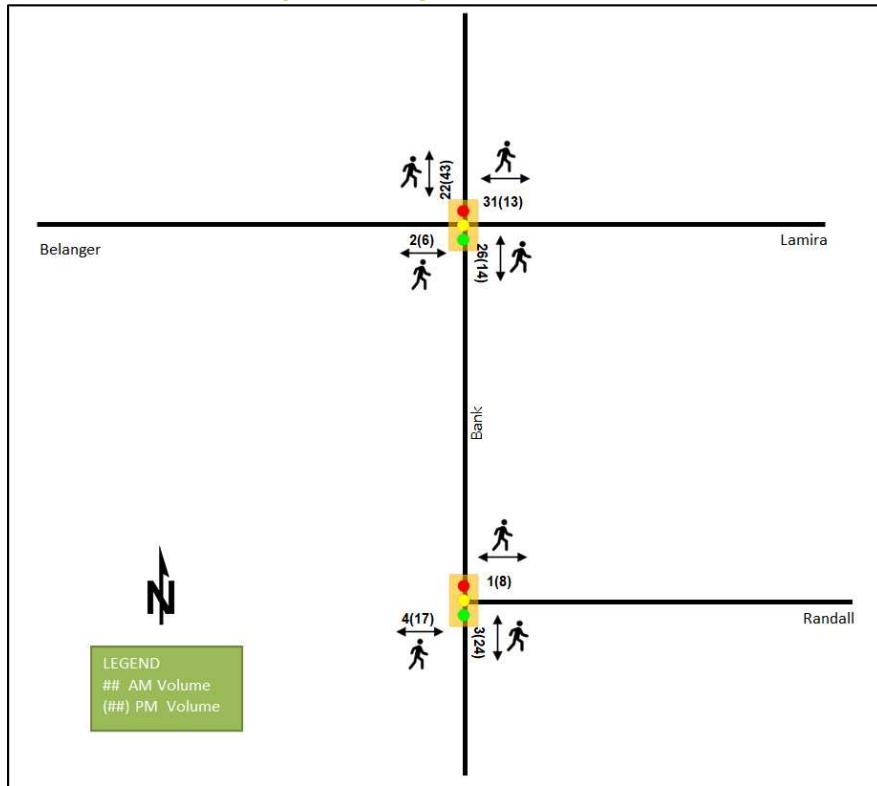 22(43)
31(13)
Belanger
2(6)
26(14)
Lamira
Bank
1(8)
4(17)
3(24)
Randall
N
LEGEND
## AM Volume
(##) PM Volume